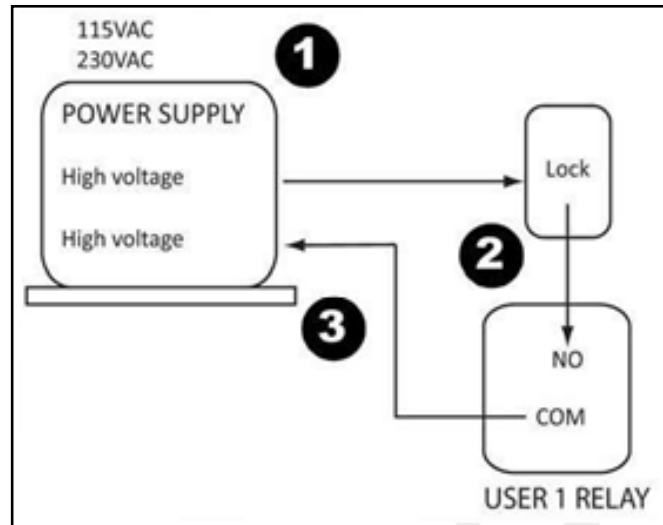 115VAC
230VAC
1
POWER SUPPLY
High voltage
Lock
High voltage
2
3
NO
COM
USER 1 RELAY